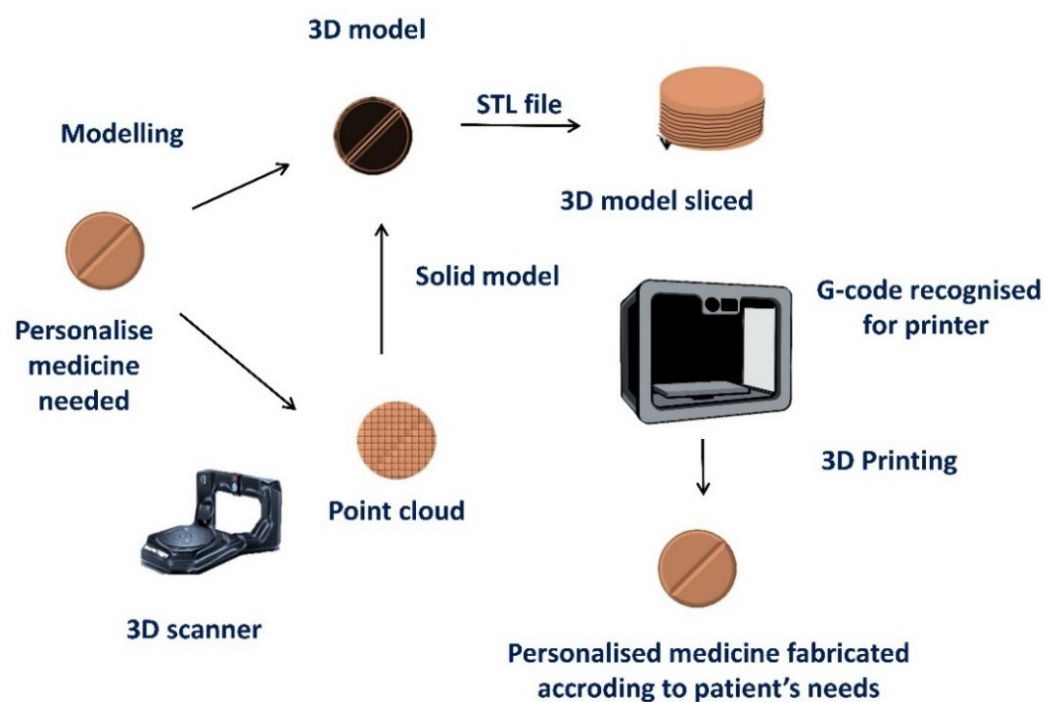 3D model
STL file
Modelling
3D model sliced
Solid model
G-code recognised
for printer
Personalise
medicine
needed
3D Printing
Point cloud
3D scanner
Personalised medicine fabricated
accroding to patient's needs